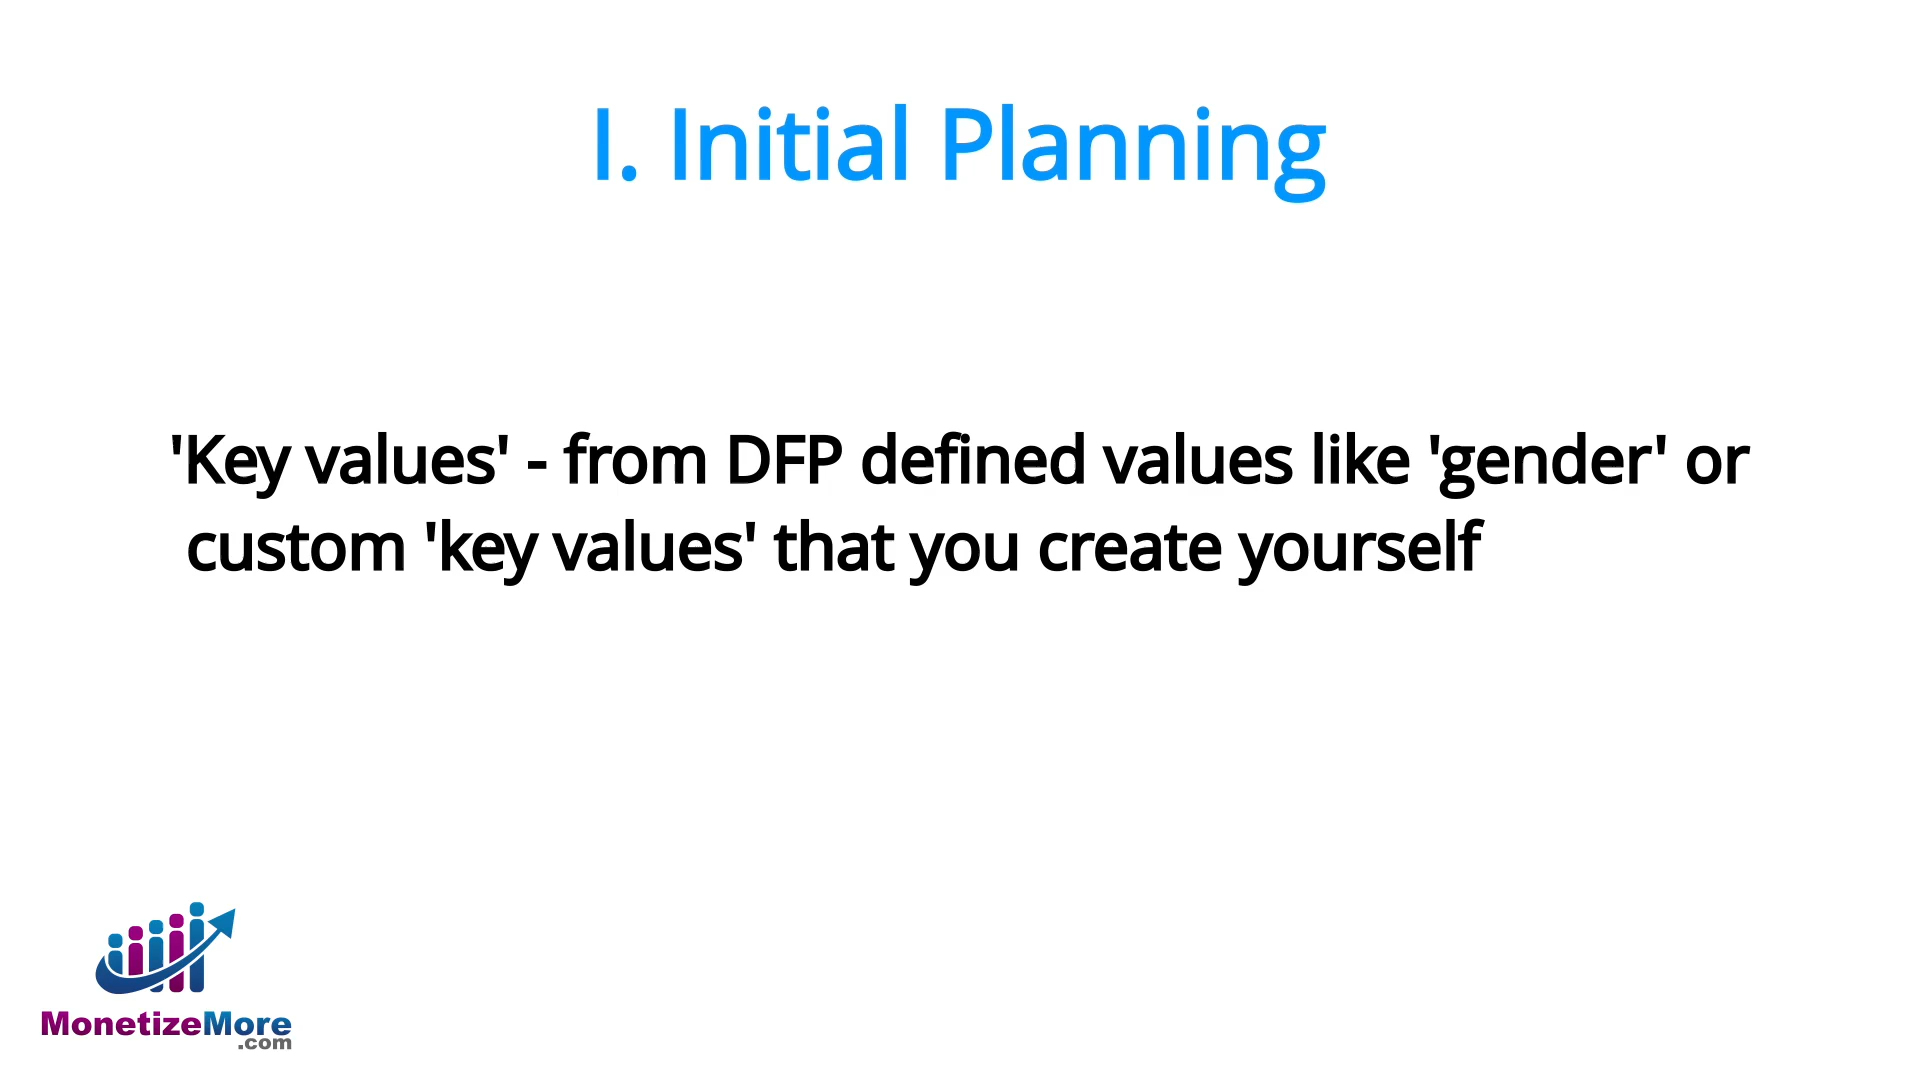 I. Initial Planning
'Key values' - from DFP defined values like 'gender' or
custom 'key values' that you create yourself
MonetizeMore
.com